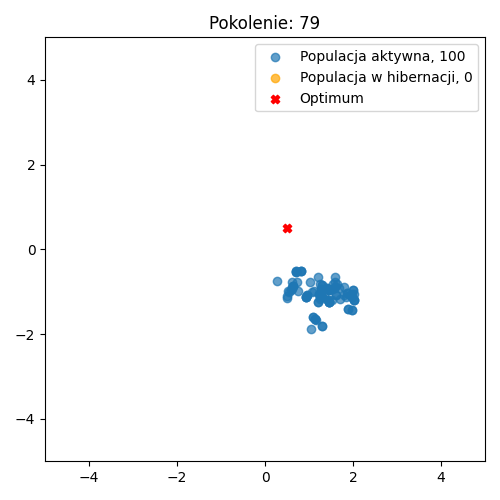 Pokolenie: 79
Populacja aktywna, 100
Populacja w hibernacji, 0
Optimum
4
2
0
−2
−4
−4 −2 0 2 4